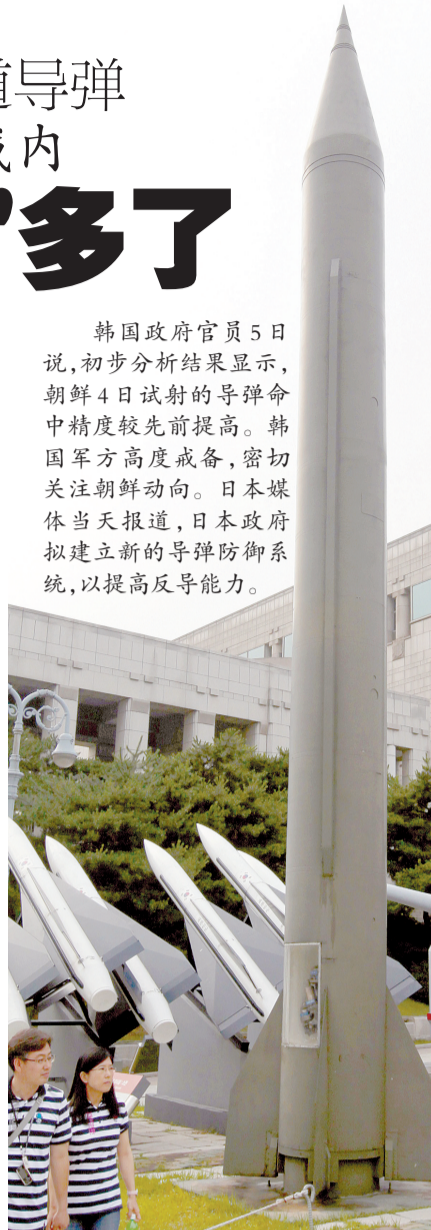 导弹
内
多了
韩国政府官员5日
说,初步分析结果显示,
朝鲜4日试射的导弹命
中精度较先前提高。韩
国军方高度戒备,密切
关注朝鲜动向。日本媒
体当天报道,日本政府
拟建立新的导弹防御系
统,以提高反导能力。